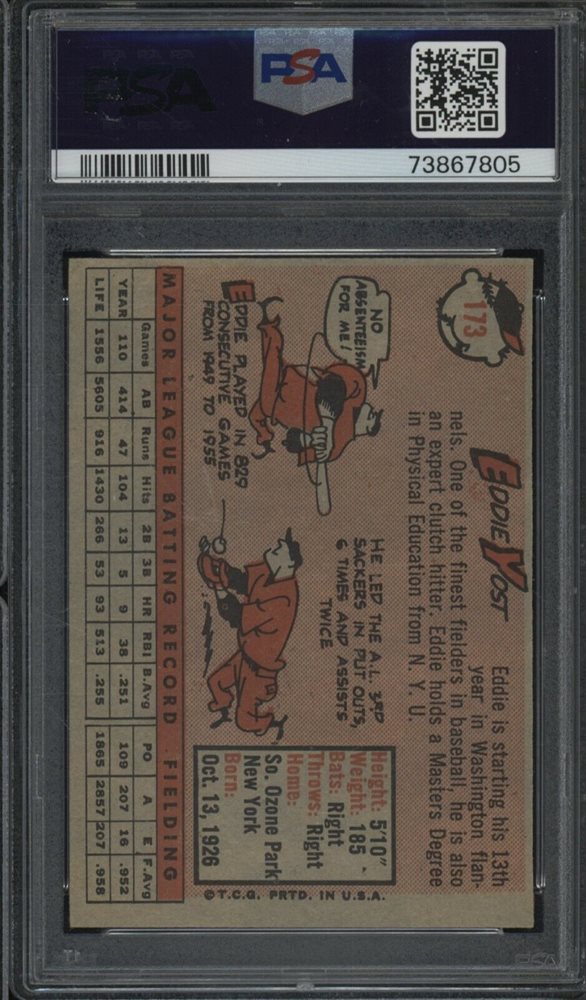 PSA
PSA
73867805
173
EDDIE YOST
Eddie is starting his 13th
year in Washington flan-
nels. One of the finest fielders in baseball, he is also
an expert clutch hitter. Eddie holds a Masters Degree
in Physical Education from N. Y. U.
NO
ABSENTEEISM
FOR ME!
EDDIE PLAYED IN 829
CONSECUTIVE GAMES
FROM 1949 TO 1955
HE LED THE A.L. 3RD
SACKERS IN PUT OUTS,
6 TIMES AND ASSISTS
TWICE
Height: 5'10"
Weight: 185
Bats: Right
Throws: Right
Home:
So. Ozone Park
New York
Born:
Oct. 13, 1926
MAJOR LEAGUE BATTING RECORD FIELDING
Games AB Runs Hits 2B 3B HR RBI B.Avg PO A E F.Avg
YEAR 110 414 47 104 13 5 9 38 .251 109 207 16 .952
LIFE 1556 5605 916 1430 266 53 93 513 .255 1865 2857 207 .958
©T.C.G. PRTD. IN U.S.A.
PSA